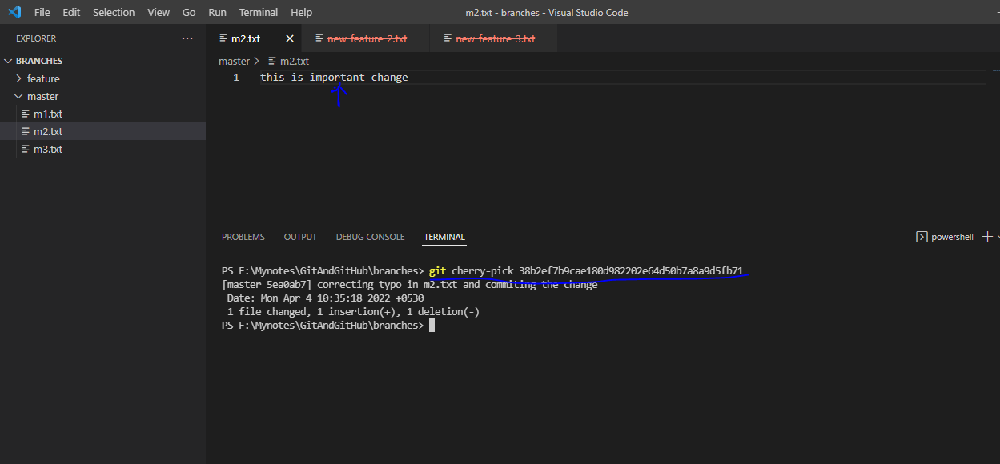 File Edit Selection View Go Run Terminal Help m2.txt - branches - Visual Studio Code
EXPLORER ...
BRANCHES
feature
master
m1.txt
m2.txt
m3.txt
m2.txt new-feature-2.txt new-feature-3.txt
master > m2.txt
1 this is important change
PROBLEMS OUTPUT DEBUG CONSOLE TERMINAL powershell
PS F:\Mynotes\GitAndGitHub\branches> git cherry-pick 38b2ef7b9cae180d982202e64d50b7a8a9d5fb71
[master 5ea0ab7] correcting typo in m2.txt and commiting the change
Date: Mon Apr 4 10:35:18 2022 +0530
1 file changed, 1 insertion(+), 1 deletion(-)
PS F:\Mynotes\GitAndGitHub\branches>